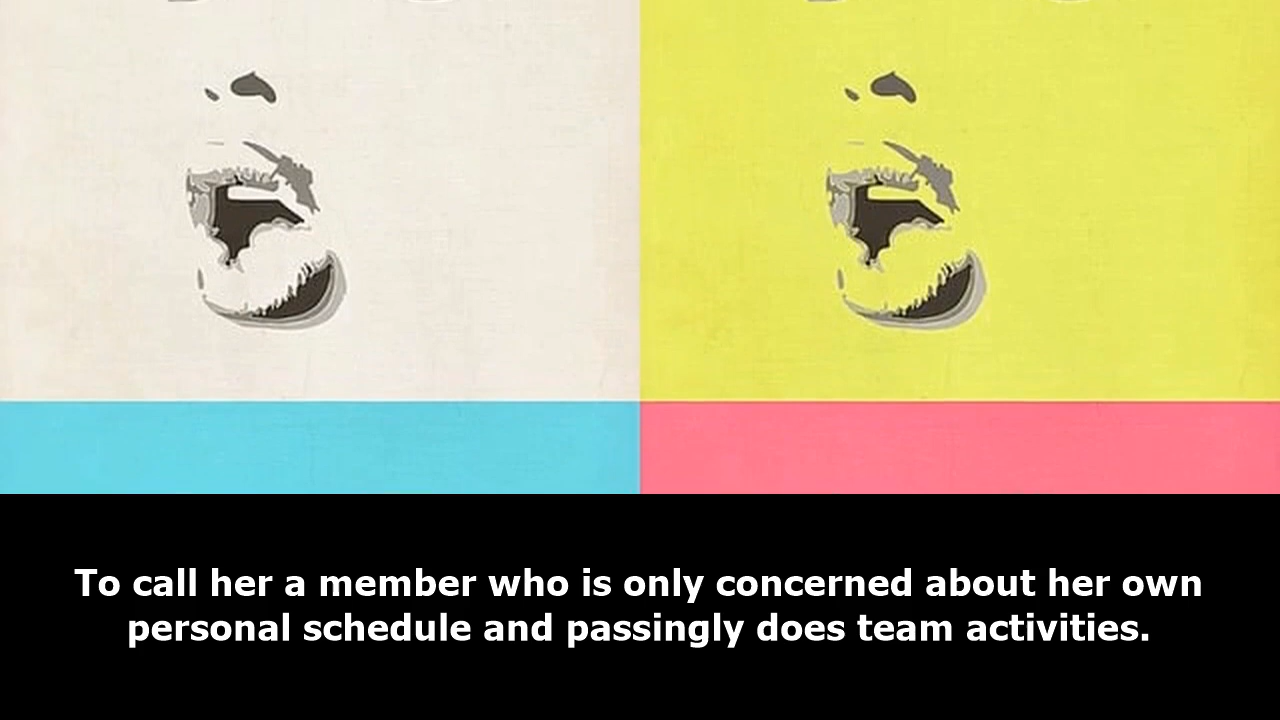 To call her a member who is only concerned about her own
personal schedule and passingly does team activities.